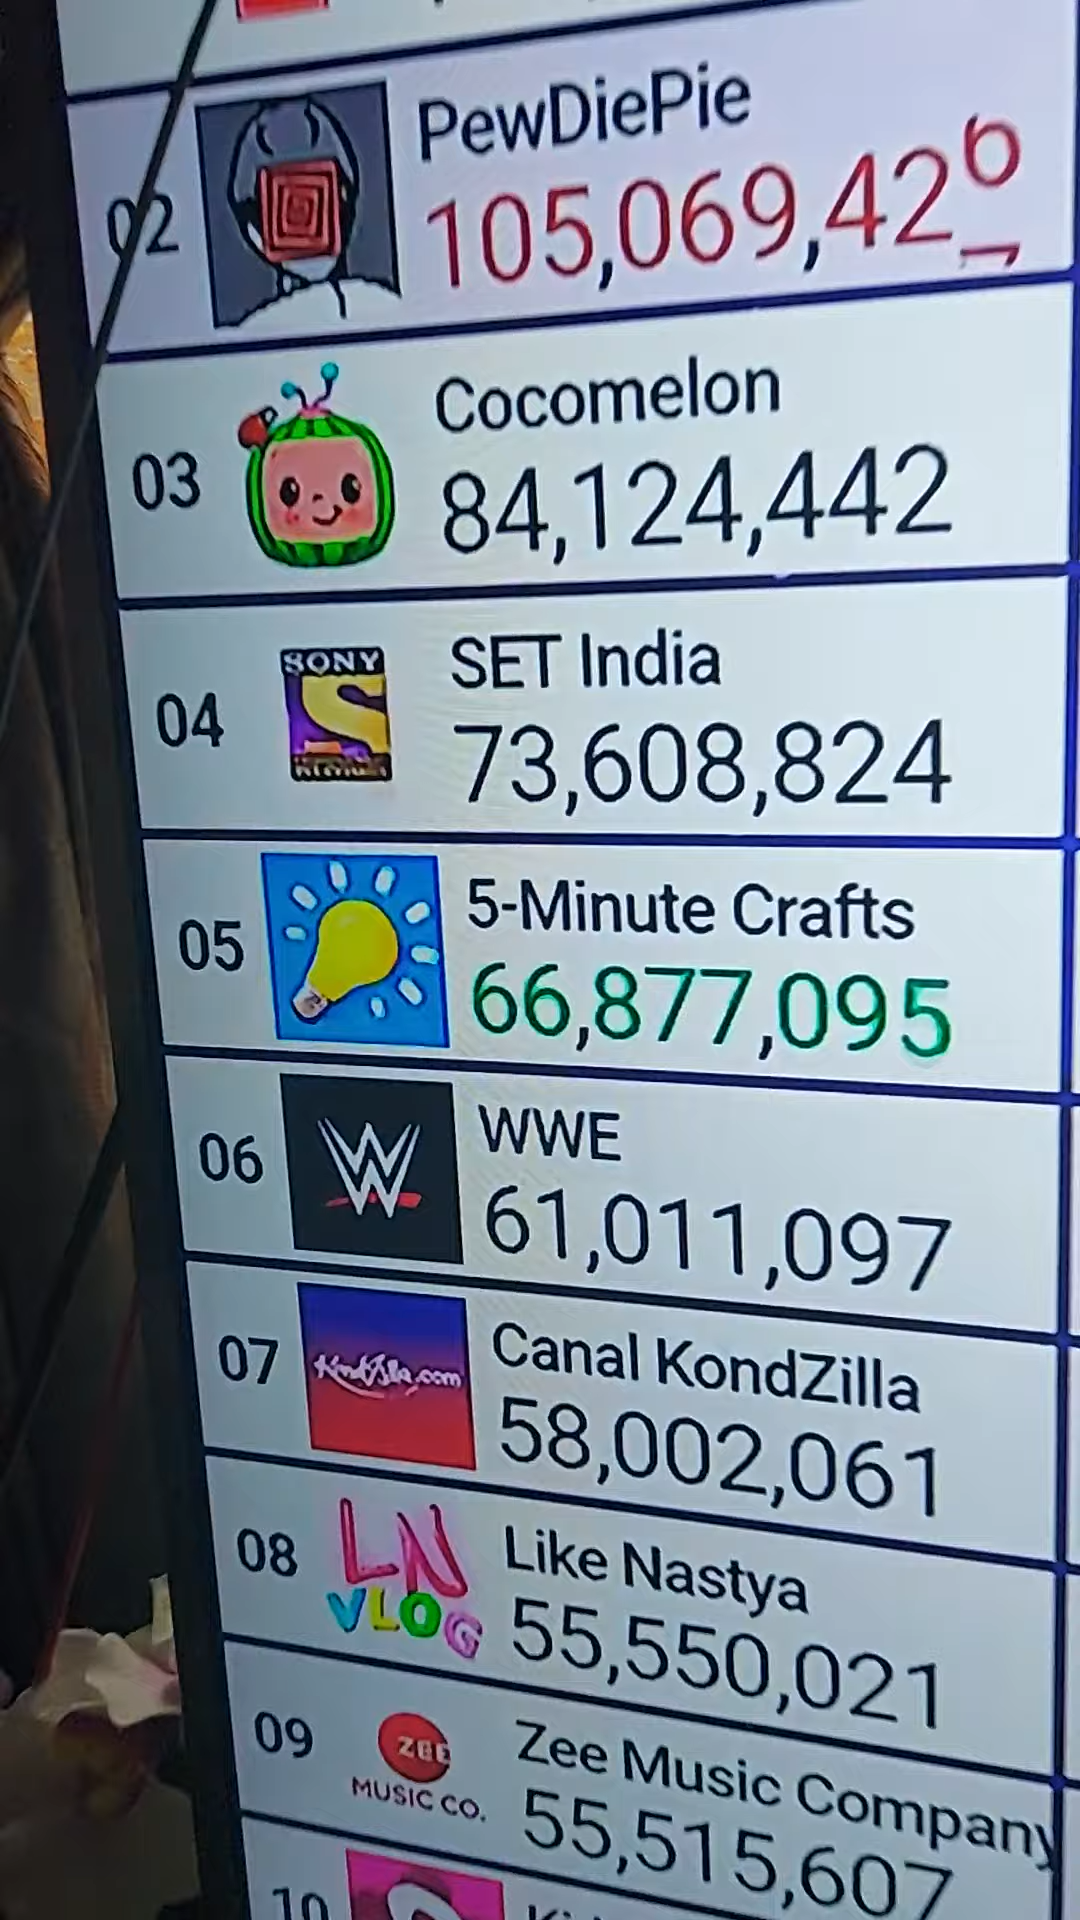 02
PewDiePie
105,069,42
03
Cocomelon
84,124,442
04
SONY
SET India
73,608,824
05
5-Minute Crafts
66,877,095
06
W
WWE
61,011,097
07
KondZilla.com
Canal KondZilla
58,002,061
08
LN
VLOG
Like Nastya
55,550,021
09
ZEE
MUSIC CO.
Zee Music Company
55,515,607
10